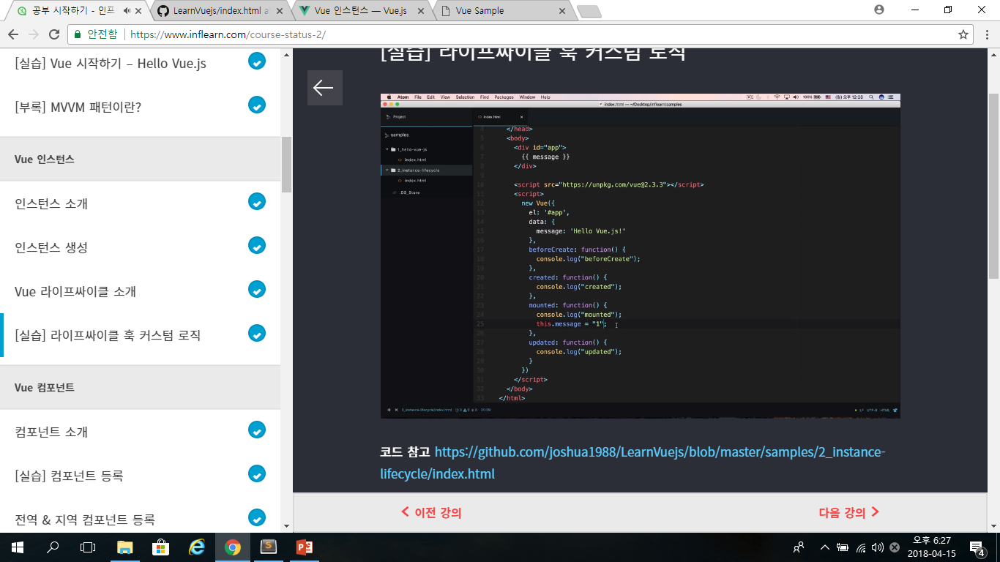 공부 시작하기 - 인프
LearnVuejs/index.html a
Vue 인스턴스 — Vue.js
Vue Sample
안전함
https://www.inflearn.com/course-status-2/
[실습] Vue 시작하기 – Hello Vue.js
[부록] MVVM 패턴이란?
Vue 인스턴스
인스턴스 소개
인스턴스 생성
Vue 라이프싸이클 소개
[실습] 라이프싸이클 훅 커스텀 로직
Vue 컴포넌트
컴포넌트 소개
[실습] 컴포넌트 등록
전역 & 지역 컴포넌트 등록
[실습] 라이프싸이클 훅 커스텀 로직
Atom File Edit View Selection Find Packages Window Help
100% (월) 오후 12:28
index.html — ~/Desktop/inflearn/samples
Project
index.html
samples
1_hello-vue-js
index.html
2_instance-lifecycle
index.html
.DS_Store
4 </head>
5 <body>
6 <div id="app">
7 {{ message }}
8 </div>
9
10 <script src="https://unpkg.com/vue@2.3.3"></script>
11 <script>
12 new Vue({
13 el: '#app',
14 data: {
15 message: 'Hello Vue.js!'
16 },
17 beforeCreate: function() {
18 console.log("beforeCreate");
19 },
20 created: function() {
21 console.log("created");
22 },
23 mounted: function() {
24 console.log("mounted");
25 this.message = "1";
26 },
27 updated: function() {
28 console.log("updated");
29 }
30 })
31 </script>
32 </body>
33 </html>
2_instance-lifecycle/index.html 0 0 0 25:29
LF UTF-8 HTML
코드 참고 https://github.com/joshua1988/LearnVuejs/blob/master/samples/2_instance-
lifecycle/index.html
이전 강의
다음 강의
오후 6:27
2018-04-15
4